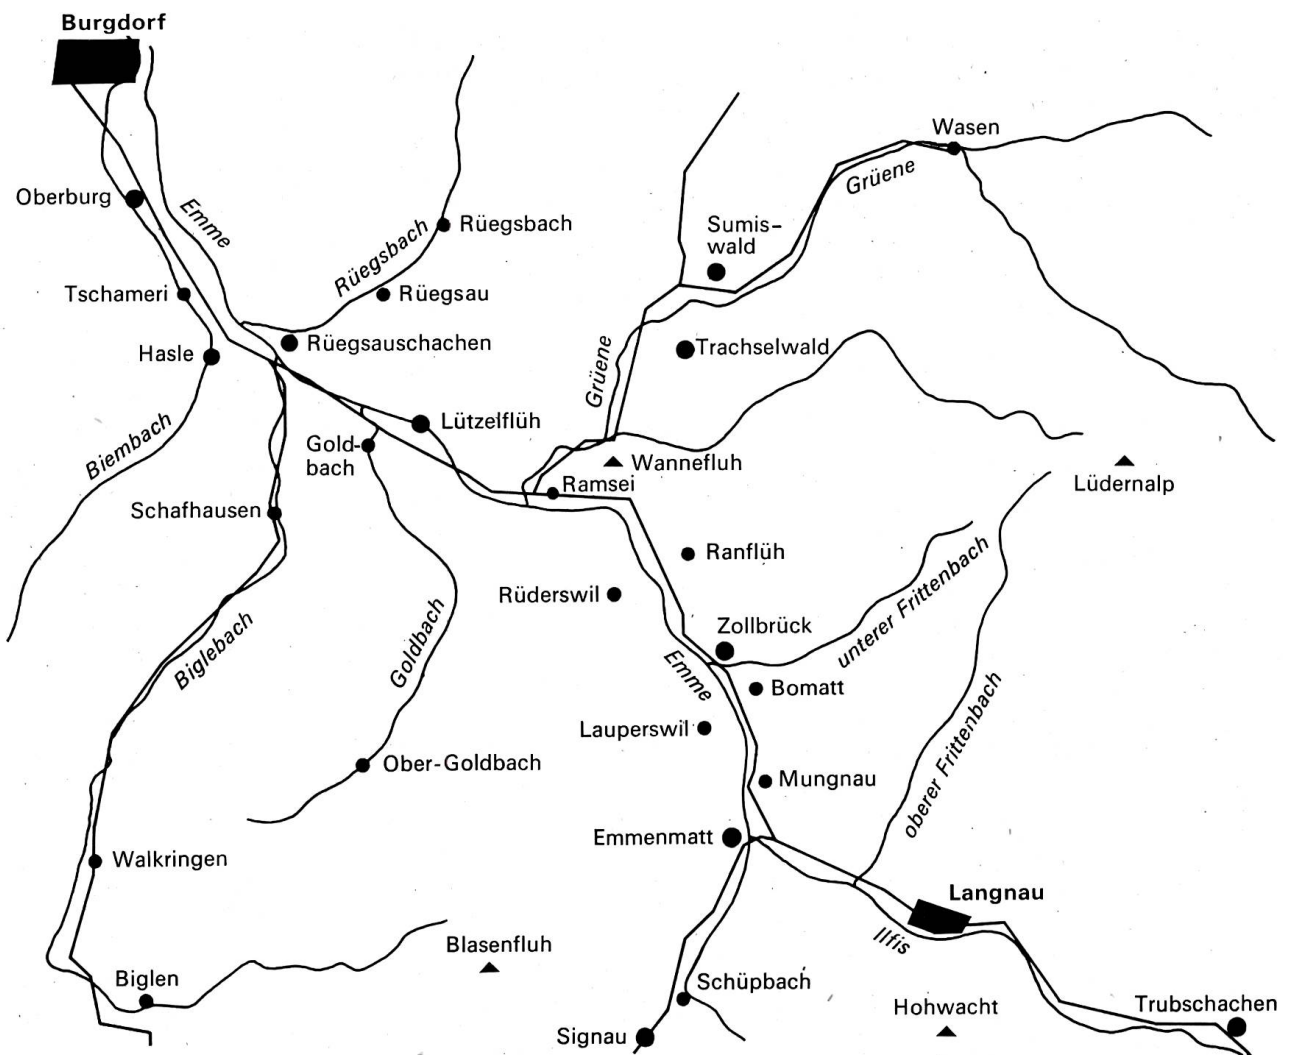 Burgdorf
Wasen
Grüene
Oberburg
Emme
Rüegsbach
Rüegsbach
Sumis-
wald
Tschameri
Rüegsau
Hasle
Rüegsauschachen
Trachselwald
Grüene
Lützelflüh
Biembach
Gold-
bach
Wannefluh
Lüdernalp
Ramsei
Schafhausen
Ranflüh
Rüderswil
unterer Frittenbach
Zollbrück
Biglebach
Goldbach
Emme
Bomatt
Lauperswil
oberer Frittenbach
Ober-Goldbach
Mungnau
Emmenmatt
Walkringen
Langnau
Ilfis
Blasenfluh
Biglen
Schüpbach
Hohwacht
Trubschachen
Signau